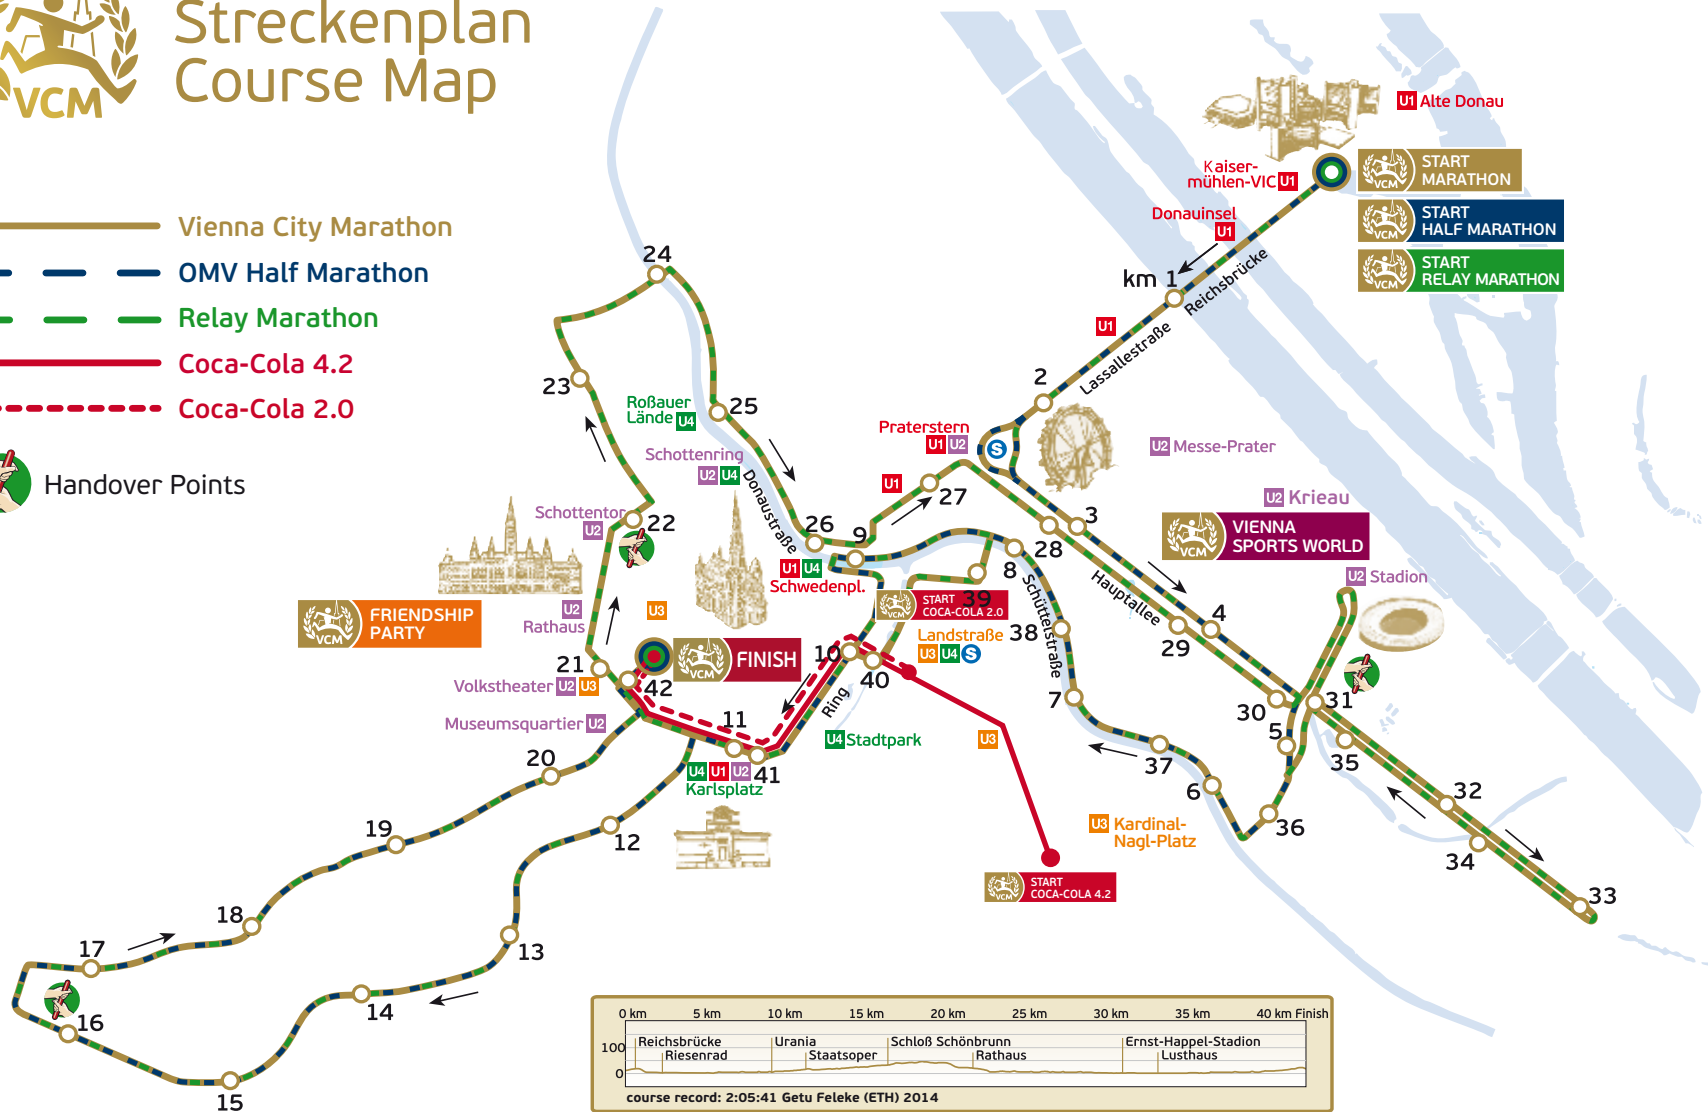 Streckenplan
Course Map
VCM
Vienna City Marathon
OMV Half Marathon
Relay Marathon
Coca-Cola 4.2
Coca-Cola 2.0
Handover Points
U1 Alte Donau
Kaiser-
mühlen-VIC U1
VCM START
MARATHON
VCM START
HALF MARATHON
VCM START
RELAY MARATHON
Donauinsel
U1
km 1
Reichsbrücke
U1
Lassallestraße
2
24
23
25
Roßauer
Lände U4
Schottenring
U2 U4
Donaustraße
Praterstern
U1 U2
S
U2 Messe-Prater
U1
27
U2 Krieau
VCM VIENNA
SPORTS WORLD
U2 Stadion
Schottentor
U2
22
26
9
3
28
8
U1 U4
Schwedenpl.
Hauptallee
Schüttelstraße
4
29
39
VCM START
COCA-COLA 2.0
Landstraße
U3 U4 S
38
VCM FRIENDSHIP
PARTY
U2
Rathaus
U3
VCM FINISH
21
42
10
40
Volkstheater U2 U3
Museumsquartier U2
11
Ring
7
30
31
5
35
U4 Stadtpark
U3
37
20
U4 U1 U2
Karlsplatz
41
6
36
32
34
33
19
12
U3 Kardinal-
Nagl-Platz
VCM START
COCA-COLA 4.2
18
17
13
14
16
15
0 km 5 km 10 km 15 km 20 km 25 km 30 km 35 km 40 km Finish
100
0
Reichsbrücke Urania Schloß Schönbrunn Ernst-Happel-Stadion
Riesenrad Staatsoper Rathaus Lusthaus
course record: 2:05:41 Getu Feleke (ETH) 2014